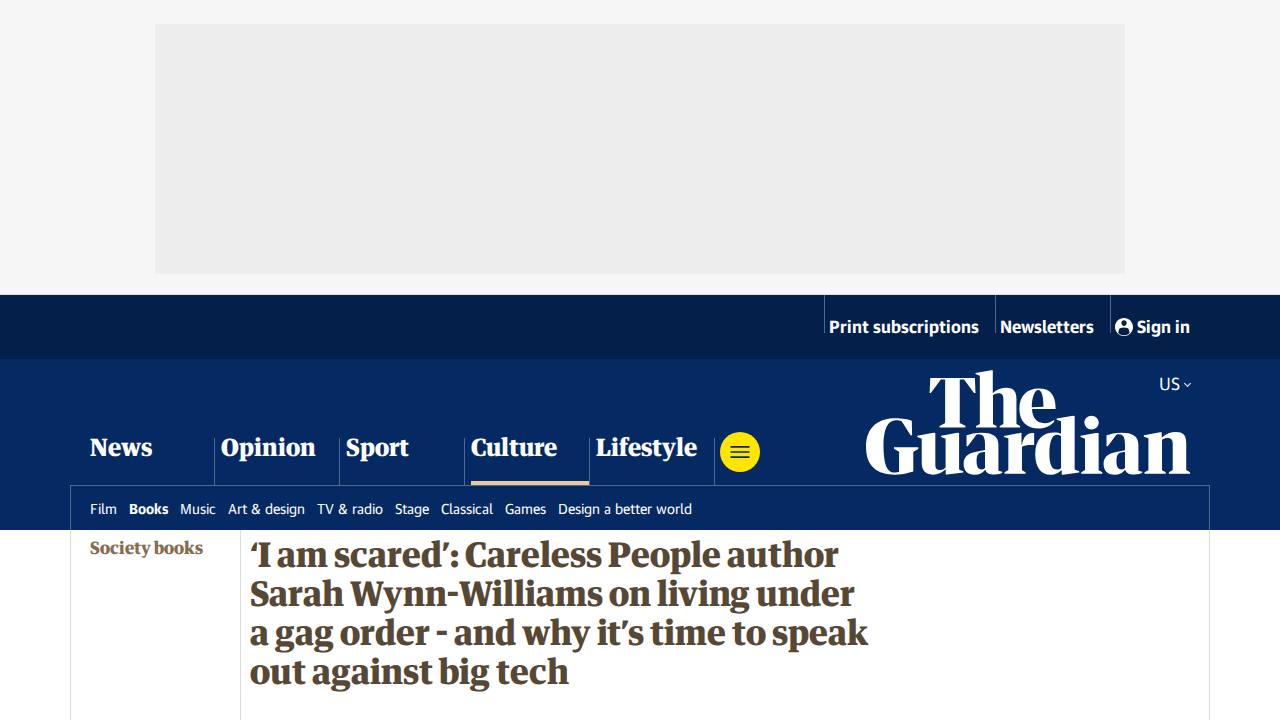 Print subscriptions
Newsletters
Sign in
US
The
Guardian
News
Opinion
Sport
Culture
Lifestyle
Film
Books
Music
Art & design
TV & radio
Stage
Classical
Games
Design a better world
Society books
‘I am scared’: Careless People author
Sarah Wynn-Williams on living under
a gag order - and why it’s time to speak
out against big tech